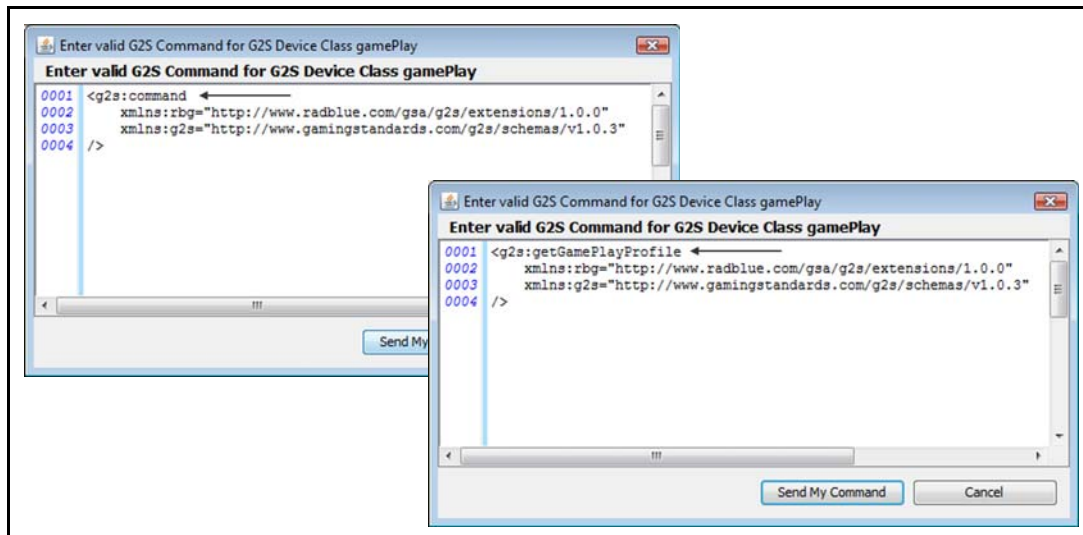 Enter valid G2S Command for G2S Device Class gamePlay
Enter valid G2S Command for G2S Device Class gamePlay
0001 <g2s:command
0002 xmlns:rbg="http://www.radblue.com/gsa/g2s/extensions/1.0.0"
0003 xmlns:g2s="http://www.gamingstandards.com/g2s/schemas/v1.0.3"
0004 />
Send My
Enter valid G2S Command for G2S Device Class gamePlay
Enter valid G2S Command for G2S Device Class gamePlay
0001 <g2s:getGamePlayProfile
0002 xmlns:rbg="http://www.radblue.com/gsa/g2s/extensions/1.0.0"
0003 xmlns:g2s="http://www.gamingstandards.com/g2s/schemas/v1.0.3"
0004 />
Send My Command Cancel